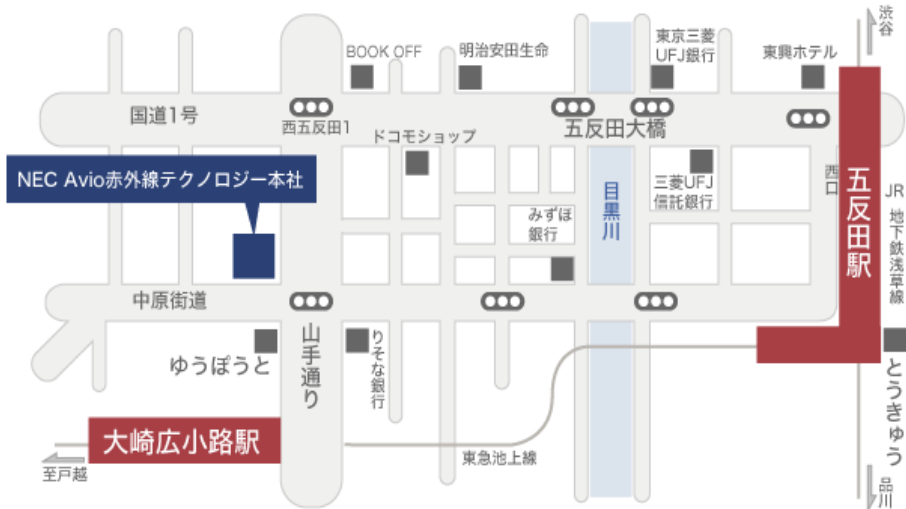 渋谷
BOOK OFF
明治安田生命
東京三菱
UFJ銀行
東興ホテル
国道1号
西五反田1
五反田大橋
ドコモショップ
NEC Avio赤外線テクノロジー本社
三菱UFJ
信託銀行
西口
五反田駅
JR
地下鉄浅草線
目黒川
みずほ
銀行
中原街道
ゆうぽうと
山手通り
りそな銀行
とうきゅう
大崎広小路駅
東急池上線
至戸越
品川